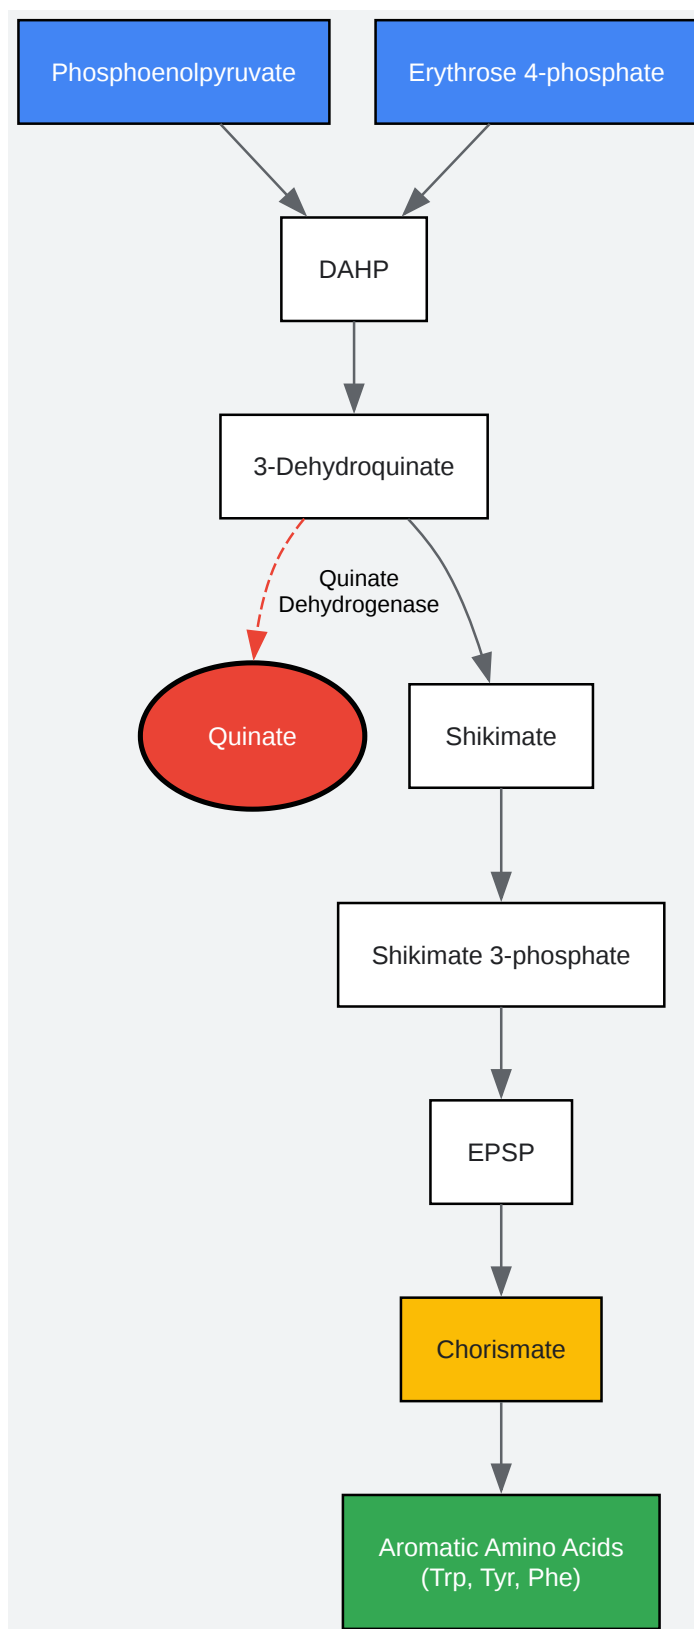 Phosphoenolpyruvate
Erythrose 4-phosphate
DAHP
3-Dehydroquinate
Quinate
Dehydrogenase
Quinate
Shikimate
Shikimate 3-phosphate
EPSP
Chorismate
Aromatic Amino Acids
(Trp, Tyr, Phe)